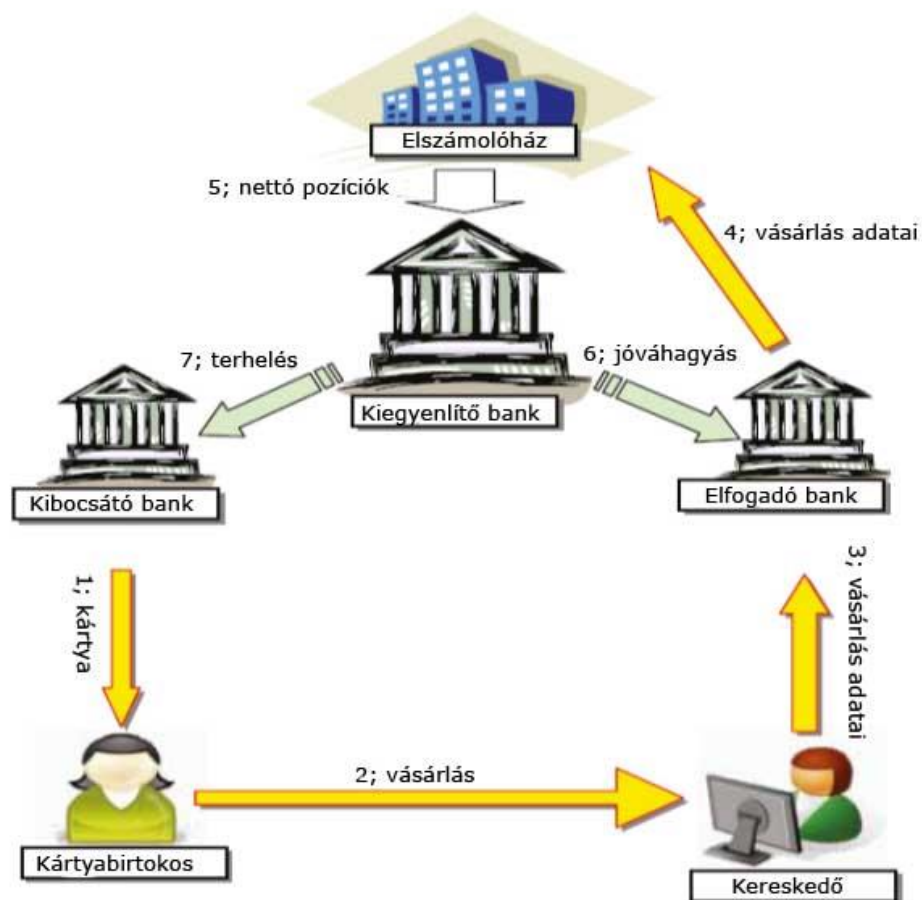 Elszámolóház
5; nettó pozíciók
4; vásárlás adatai
7; terhelés
6; jóváhagyás
Kiegyenlítő bank
Kibocsátó bank
Elfogadó bank
1; kártya
3; vásárlás adatai
2; vásárlás
Kártyabirtokos
Kereskedő